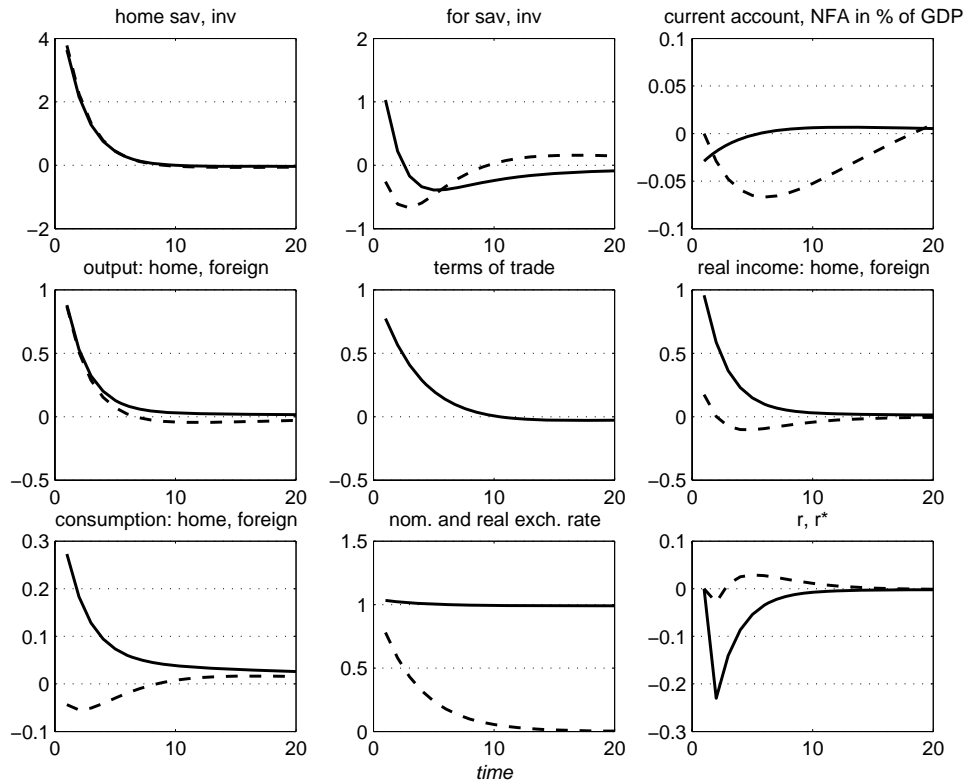 home sav, inv
4
2
0
−2
0 10 20
for sav, inv
2
1
0
−1
0 10 20
current account, NFA in % of GDP
0.1
0.05
0
−0.05
0.1
0 10 20
output: home, foreign
1
0.5
0
−0.5
0 10 20
terms of trade
1
0.5
0
−0.5
0 10 20
real income: home, foreign
1
0.5
0
−0.5
0 10 20
consumption: home, foreign
0.3
0.2
0.1
0
−0.1
0 10 20
nom. and real exch. rate
1.5
1
0.5
0
0 10 20
time
r, r*
0.1
0
−0.1
−0.2
−0.3
0 10 20